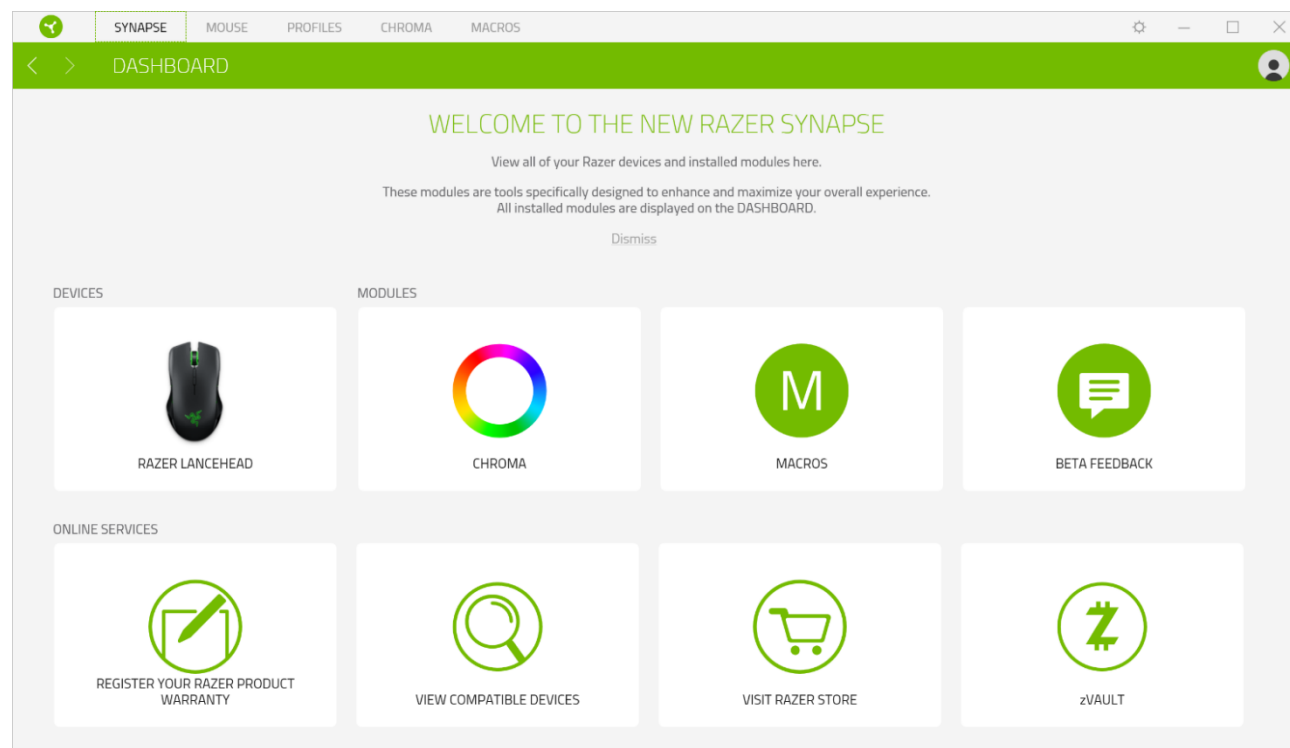 SYNAPSE MOUSE PROFILES CHROMA MACROS
DASHBOARD
WELCOME TO THE NEW RAZER SYNAPSE
View all of your Razer devices and installed modules here.
These modules are tools specifically designed to enhance and maximize your overall experience.
All installed modules are displayed on the DASHBOARD.
Dismiss
DEVICES MODULES
M
RAZER LANCEHEAD CHROMA MACROS BETA FEEDBACK
ONLINE SERVICES
REGISTER YOUR RAZER PRODUCT
WARRANTY
VIEW COMPATIBLE DEVICES
VISIT RAZER STORE
zVAULT